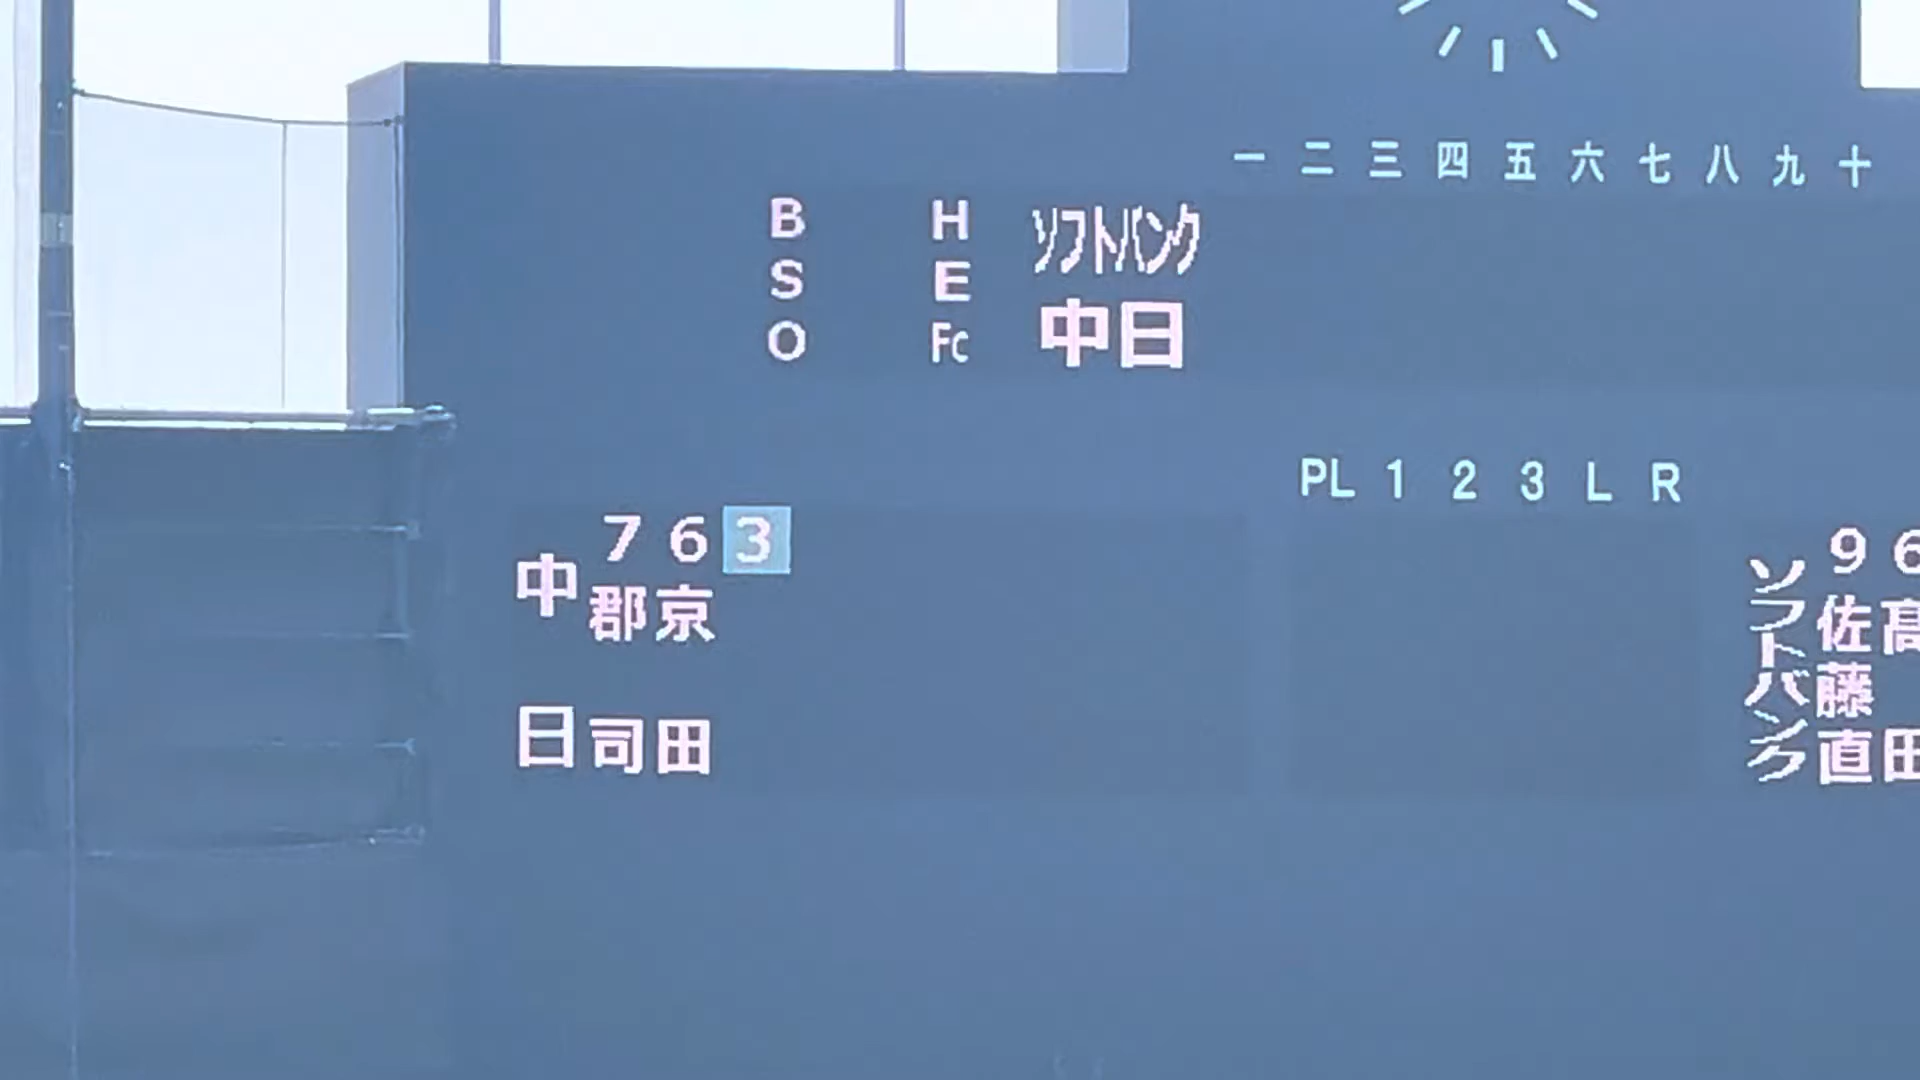 一 二 三 四 五 六 七 八 九 十
B H ソフトバンク
S E
O Fc 中日
PL 1 2 3 L R
中日
7 6 3
郡司
京田
ソフトバンク
9 6
佐藤直
髙田